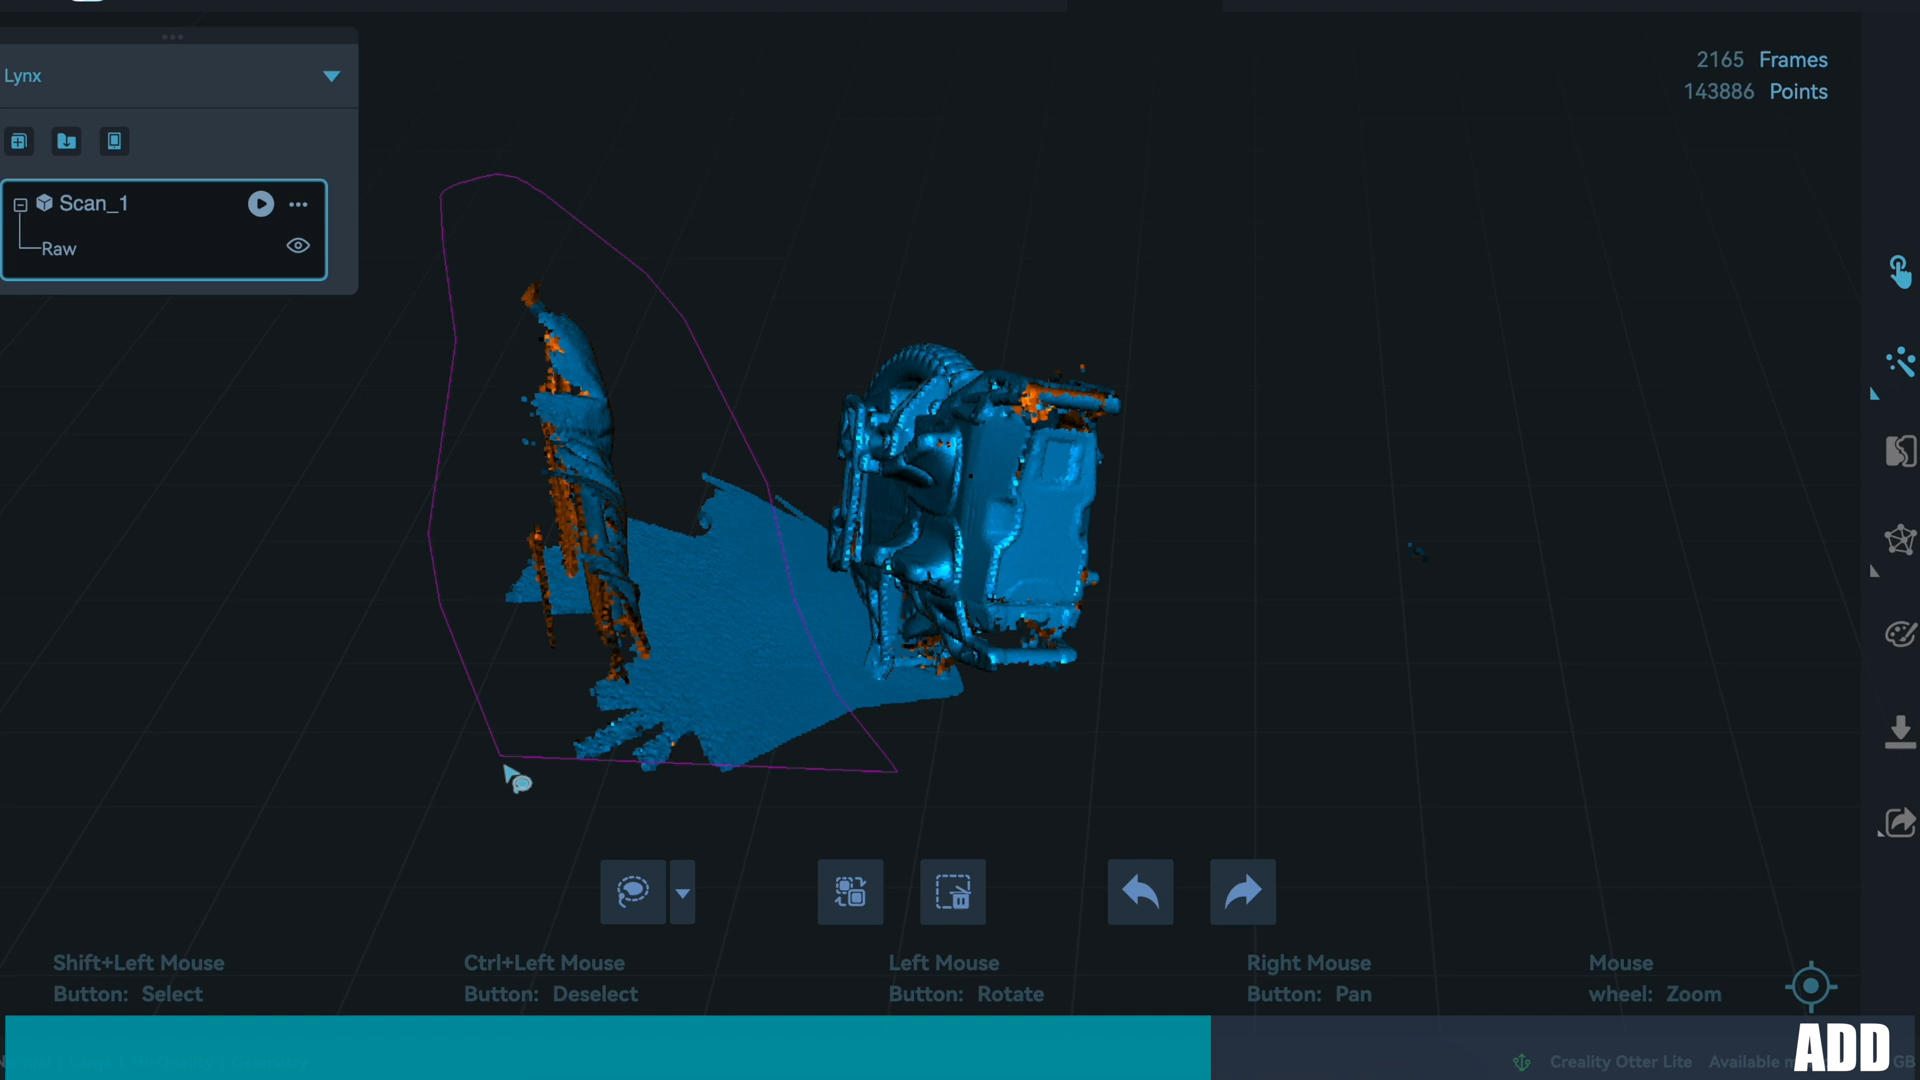 Lynx
2165 Frames
143886 Points
Scan_1
Raw
Shift+Left Mouse
Button: Select
Ctrl+Left Mouse
Button: Deselect
Left Mouse
Button: Rotate
Right Mouse
Button: Pan
Mouse
wheel: Zoom
Creality Otter Lite Available
GB
ADD